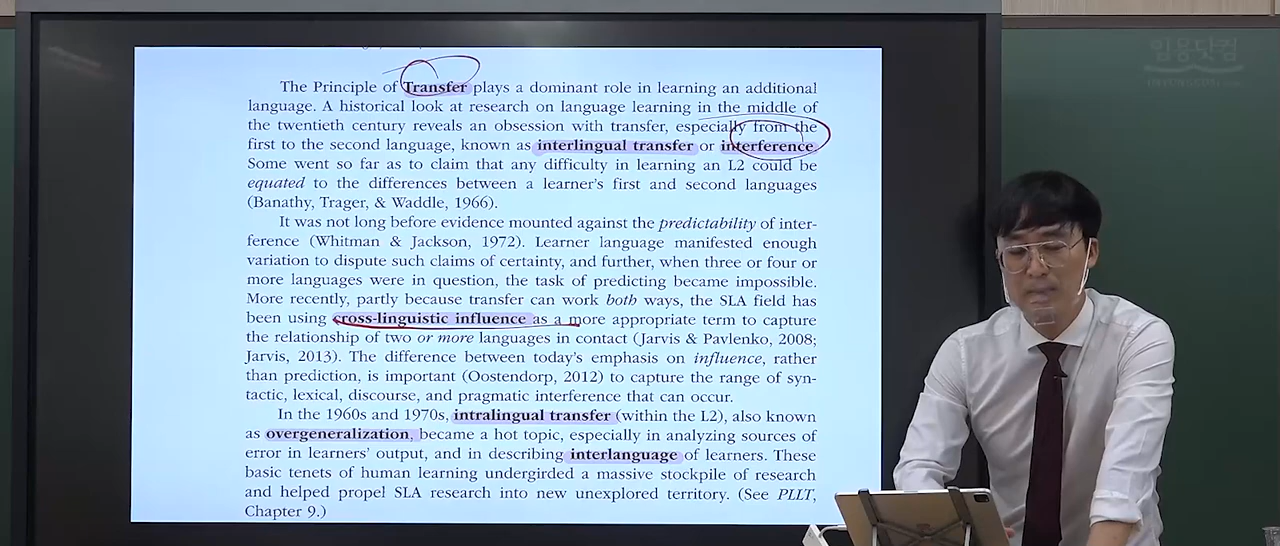 임용닷컴
The Principle of Transfer plays a dominant role in learning an additional
language. A historical look at research on language learning in the middle of
the twentieth century reveals an obsession with transfer, especially from the
first to the second language, known as interlingual transfer or interference.
Some went so far as to claim that any difficulty in learning an L2 could be
equated to the differences between a learner's first and second languages
(Banathy, Trager, & Waddle, 1966).
It was not long before evidence mounted against the predictability of inter-
ference (Whitman & Jackson, 1972). Learner language manifested enough
variation to dispute such claims of certainty, and further, when three or four or
more languages were in question, the task of predicting became impossible.
More recently, partly because transfer can work both ways, the SLA field has
been using cross-linguistic influence as a more appropriate term to capture
the relationship of two or more languages in contact (Jarvis & Pavlenko, 2008;
Jarvis, 2013). The difference between today's emphasis on influence, rather
than prediction, is important (Oostendorp, 2012) to capture the range of syn-
tactic, lexical, discourse, and pragmatic interference that can occur.
In the 1960s and 1970s, intralingual transfer (within the L2), also known
as overgeneralization, became a hot topic, especially in analyzing sources of
error in learners' output, and in describing interlanguage of learners. These
basic tenets of human learning undergirded a massive stockpile of research
and helped propel SLA research into new unexplored territory. (See PLLT,
Chapter 9.)